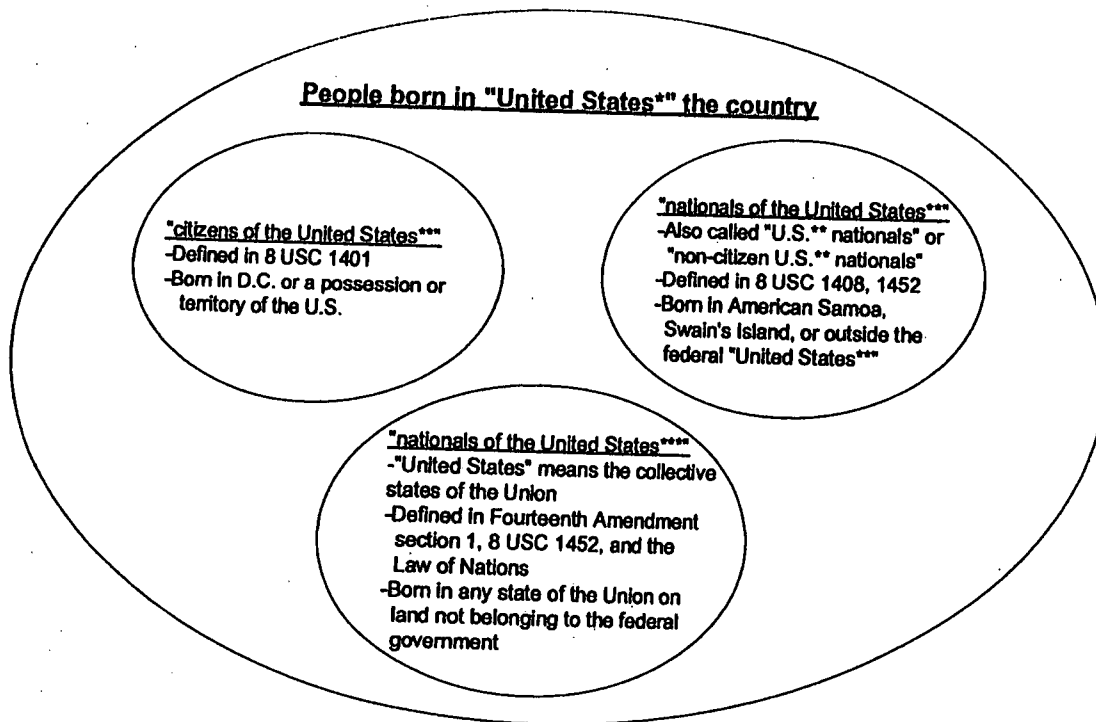 People born in "United States*" the country
"citizens of the United States**"
-Defined in 8 USC 1401
-Born in D.C. or a possession or
territory of the U.S.
"nationals of the United States**"
-Also called "U.S.** nationals" or
"non-citizen U.S.** nationals"
-Defined in 8 USC 1408, 1452
-Born in American Samoa,
Swain's Island, or outside the
federal "United States**"
"nationals of the United States***"
-"United States" means the collective
states of the Union
-Defined in Fourteenth Amendment
section 1, 8 USC 1452, and the
Law of Nations
-Born in any state of the Union on
land not belonging to the federal
government